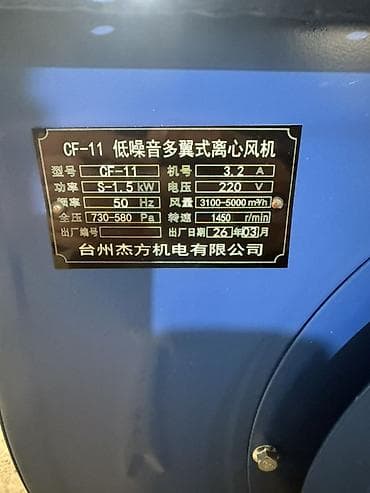 CF-11 低噪音多翼式离心风机
型号 CF-11 机号 3.2 A
功率 S-1.5 kW 电压 220 V
频率 50 Hz 风量 3100-5000 m³/h
全压 730-580 Pa 转速 1450 r/min
出厂编号 出厂日期 26 年 03 月
台州杰方机电有限公司